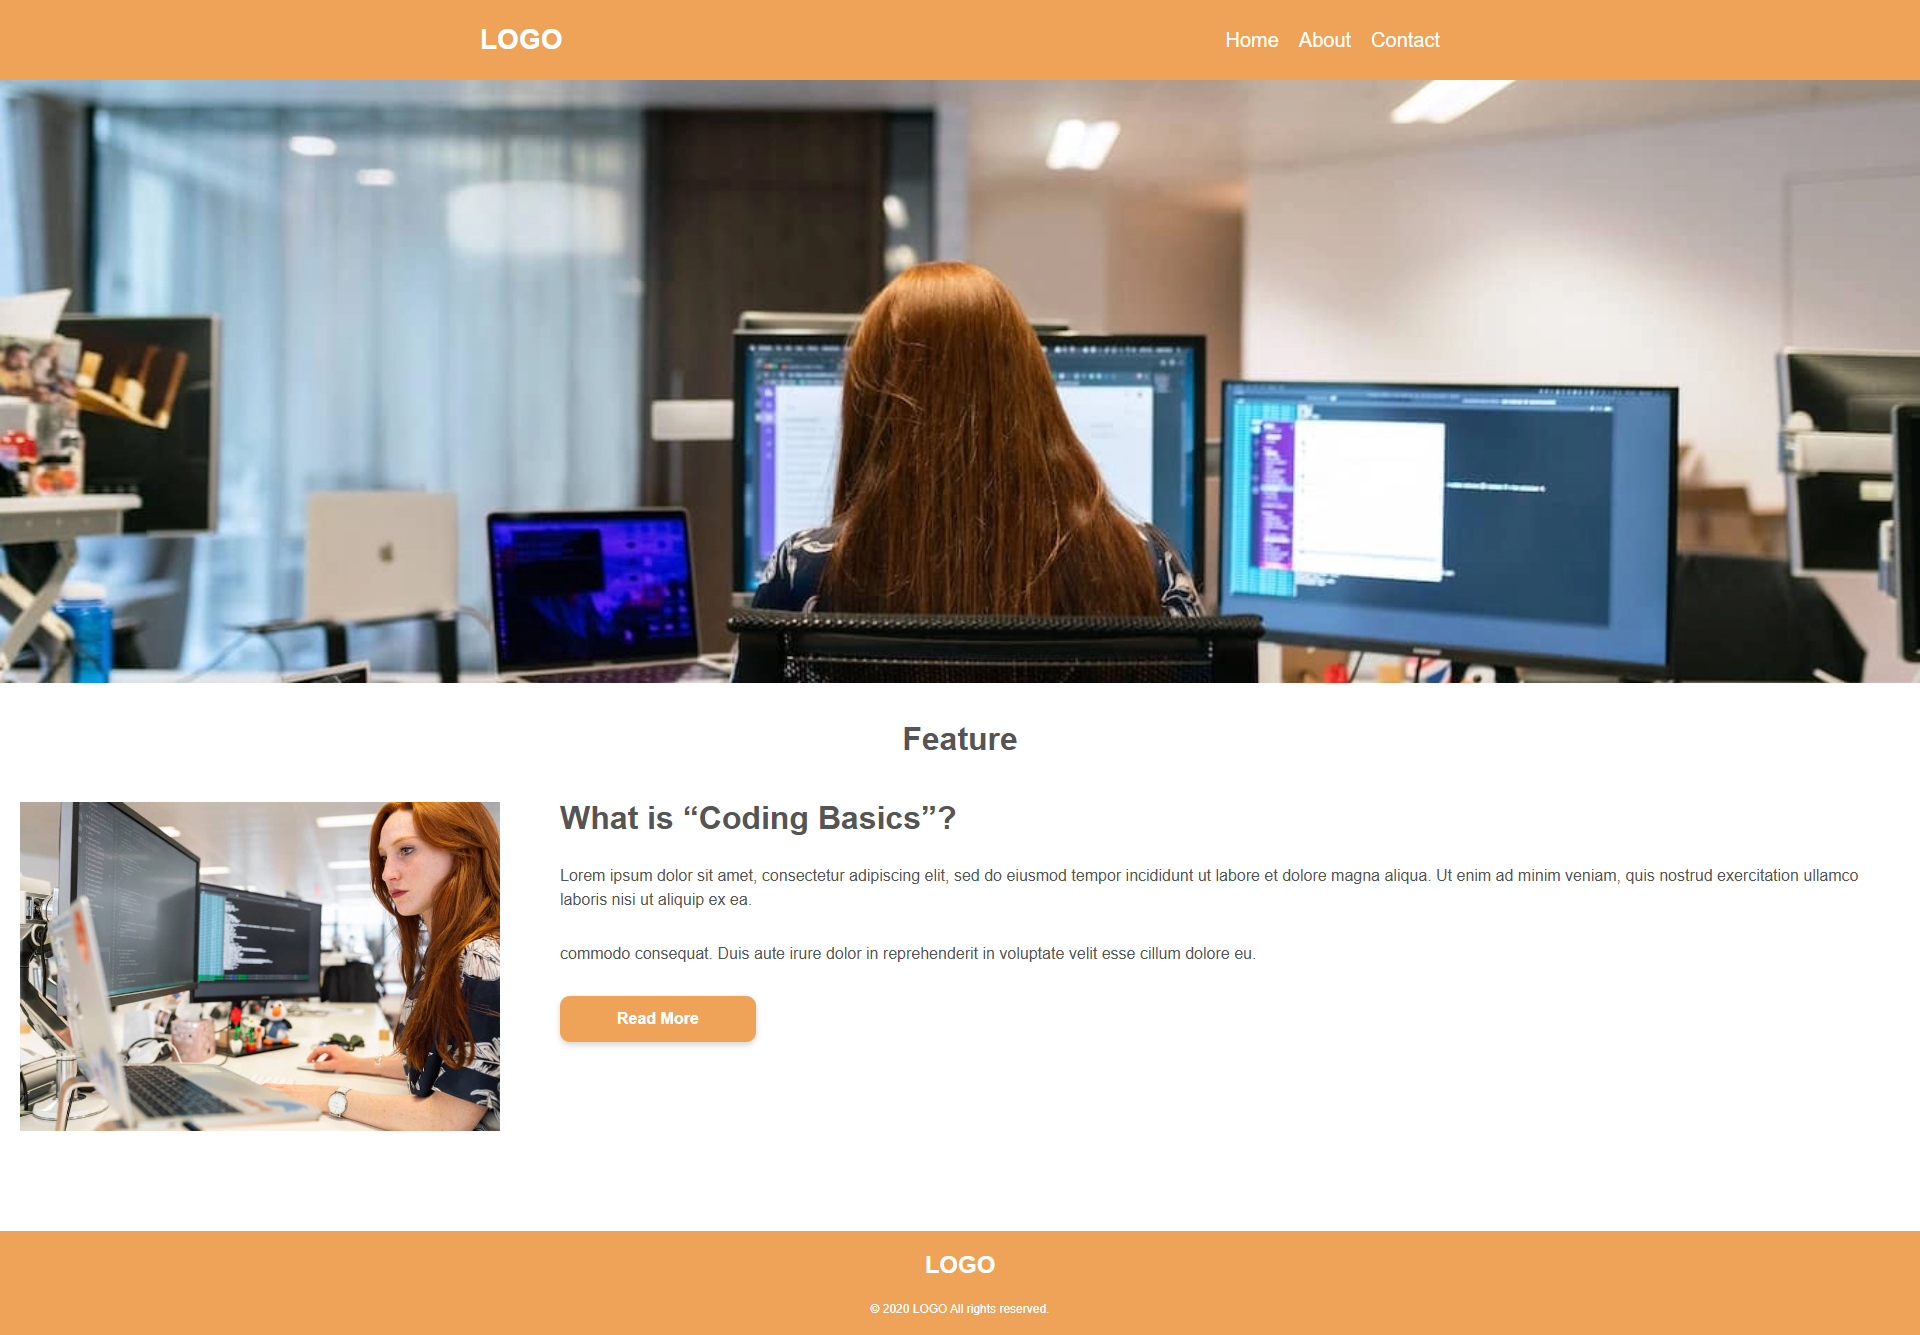 LOGO
Home About Contact
Feature
What is “Coding Basics”?
Lorem ipsum dolor sit amet, consectetur adipiscing elit, sed do eiusmod tempor incididunt ut labore et dolore magna aliqua. Ut enim ad minim veniam, quis nostrud exercitation ullamco
laboris nisi ut aliquip ex ea.
commodo consequat. Duis aute irure dolor in reprehenderit in voluptate velit esse cillum dolore eu.
Read More
LOGO
© 2020 LOGO All rights reserved.